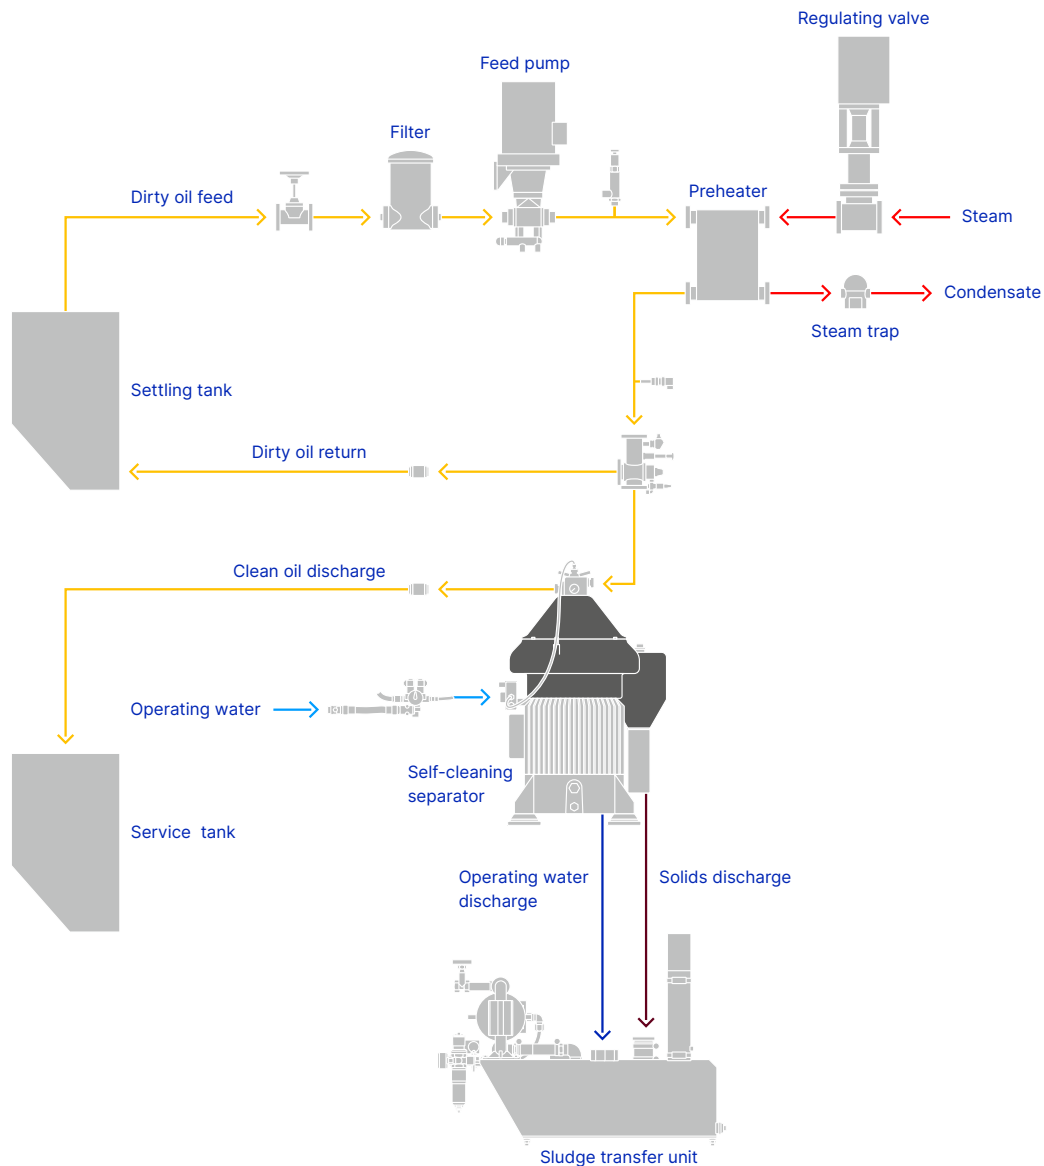 Regulating valve
Feed pump
Filter
Dirty oil feed
Preheater
Steam
Condensate
Steam trap
Settling tank
Dirty oil return
Clean oil discharge
Operating water
Self-cleaning
separator
Service tank
Operating water
discharge
Solids discharge
Sludge transfer unit